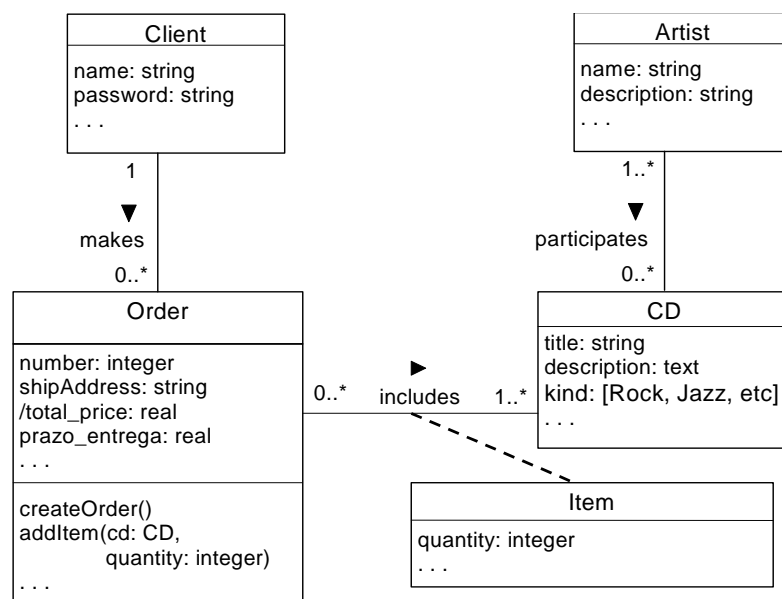 Client
name: string
password: string
. . .
Artist
name: string
description: string
. . .
1
makes
0..*
1..*
participates
0..*
Order
number: integer
shipAddress: string
/total_price: real
prazo_entrega: real
. . .
createOrder()
addItem(cd: CD,
quantity: integer)
. . .
0..*
includes
1..*
CD
title: string
description: text
kind: [Rock, Jazz, etc]
. . .
Item
quantity: integer
. . .